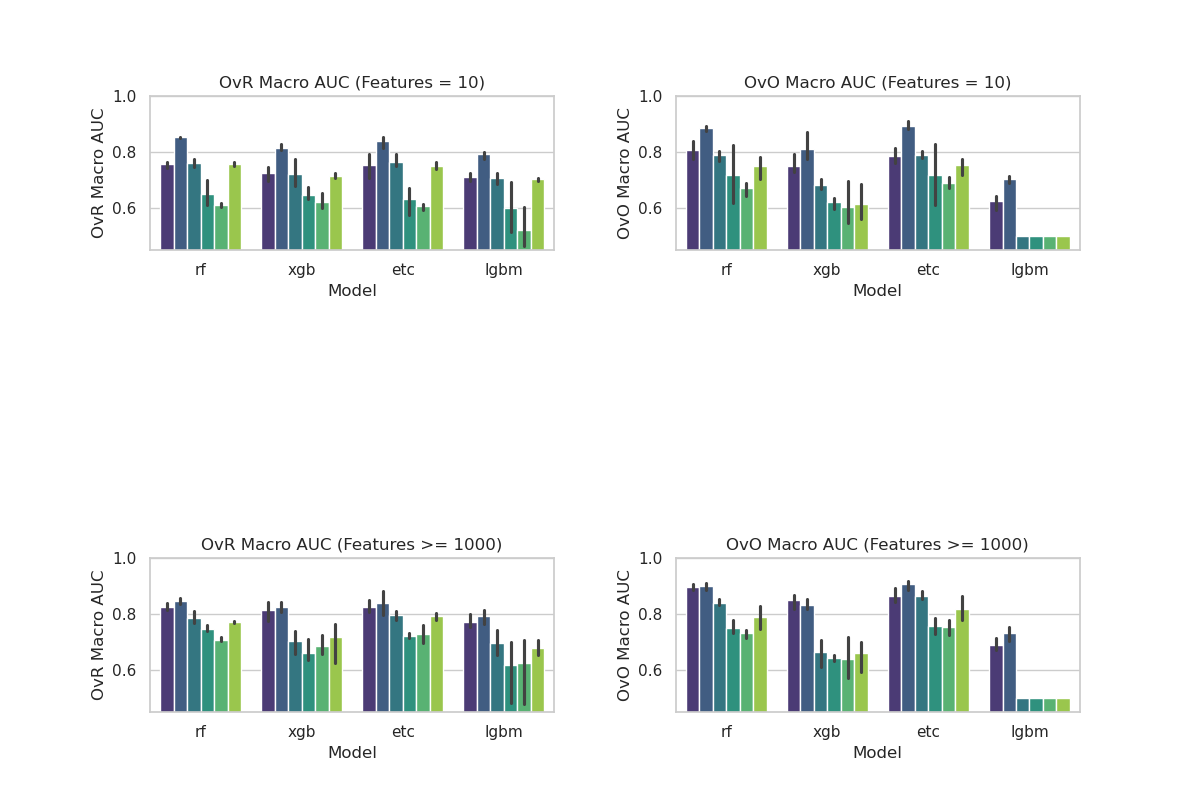 OvR Macro AUC (Features = 10)
OvR Macro AUC
1.0
0.8
0.6
rf xgb etc lgbm
Model
OvO Macro AUC (Features = 10)
OvO Macro AUC
1.0
0.8
0.6
rf xgb etc lgbm
Model
OvR Macro AUC (Features >= 1000)
OvR Macro AUC
1.0
0.8
0.6
rf xgb etc lgbm
Model
OvO Macro AUC (Features >= 1000)
OvO Macro AUC
1.0
0.8
0.6
rf xgb etc lgbm
Model